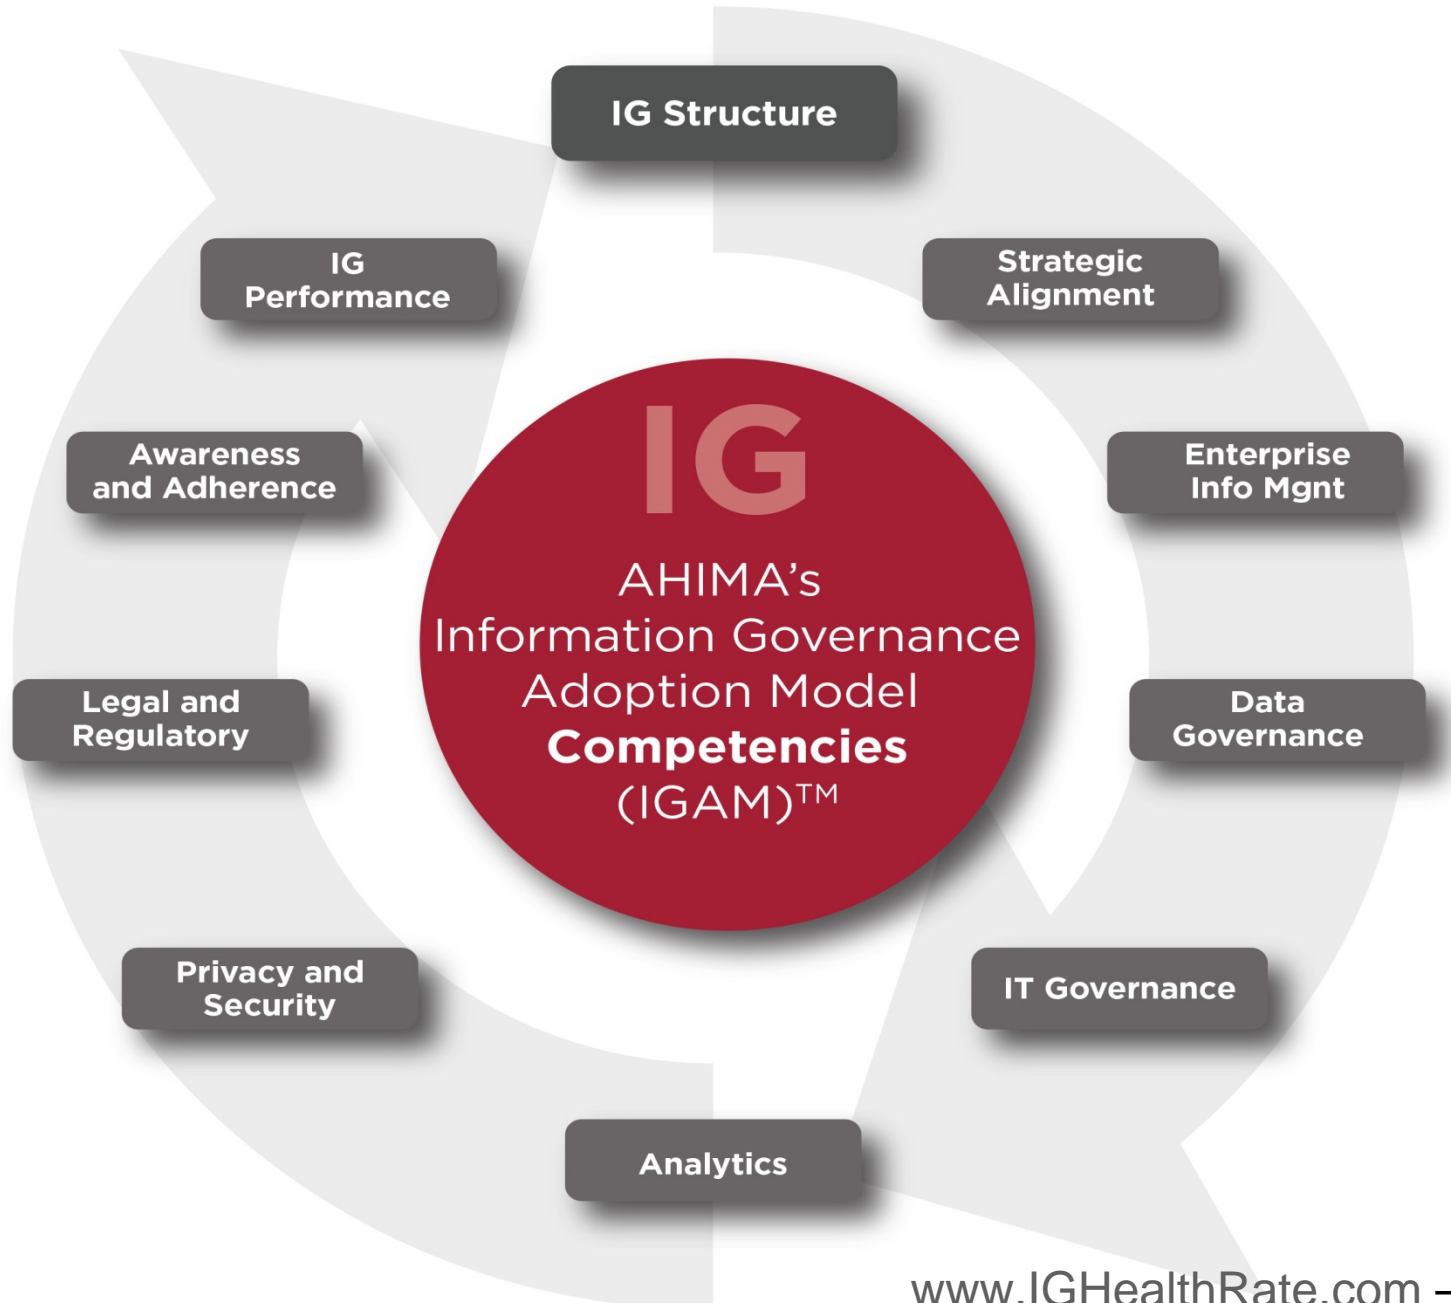 IG Structure
Strategic
Alignment
Enterprise
Info Mgnt
Data
Governance
IT Governance
Analytics
Privacy and
Security
Legal and
Regulatory
Awareness
and Adherence
IG
Performance
IG
AHIMA's
Information Governance
Adoption Model
Competencies
(IGAM)™
www.IGHealthRate.com –